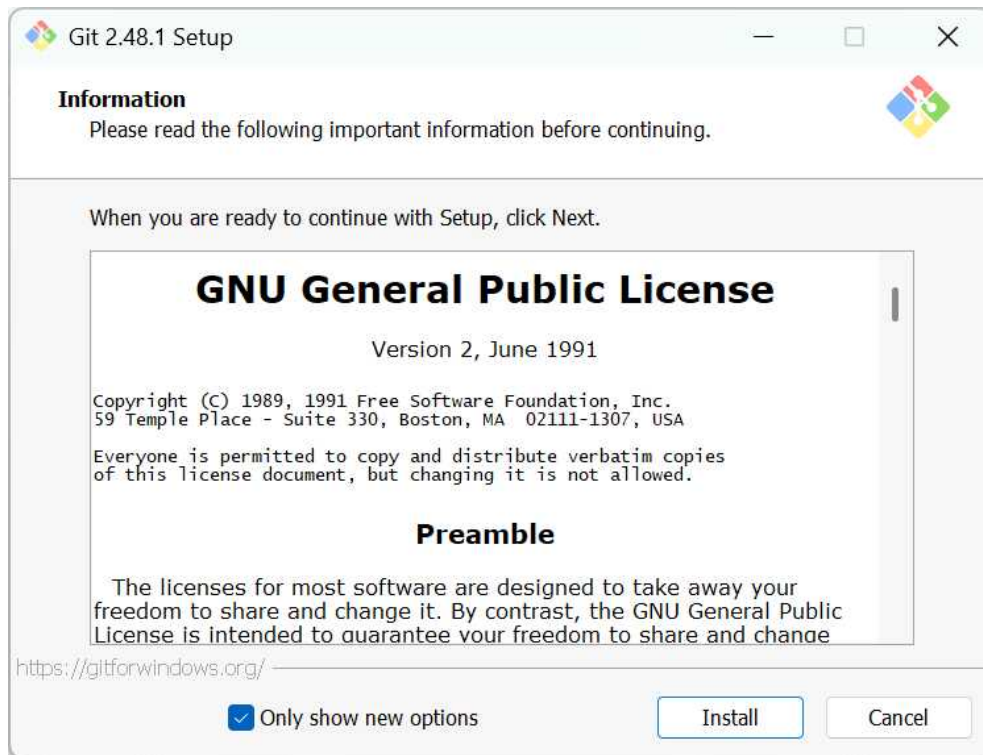 Git 2.48.1 Setup
Information
Please read the following important information before continuing.
When you are ready to continue with Setup, click Next.
GNU General Public License
Version 2, June 1991
Copyright (C) 1989, 1991 Free Software Foundation, Inc.
59 Temple Place - Suite 330, Boston, MA  02111-1307, USA
Everyone is permitted to copy and distribute verbatim copies
of this license document, but changing it is not allowed.
Preamble
The licenses for most software are designed to take away your
freedom to share and change it. By contrast, the GNU General Public
License is intended to guarantee your freedom to share and change
https://gitforwindows.org/
Only show new options
Install
Cancel